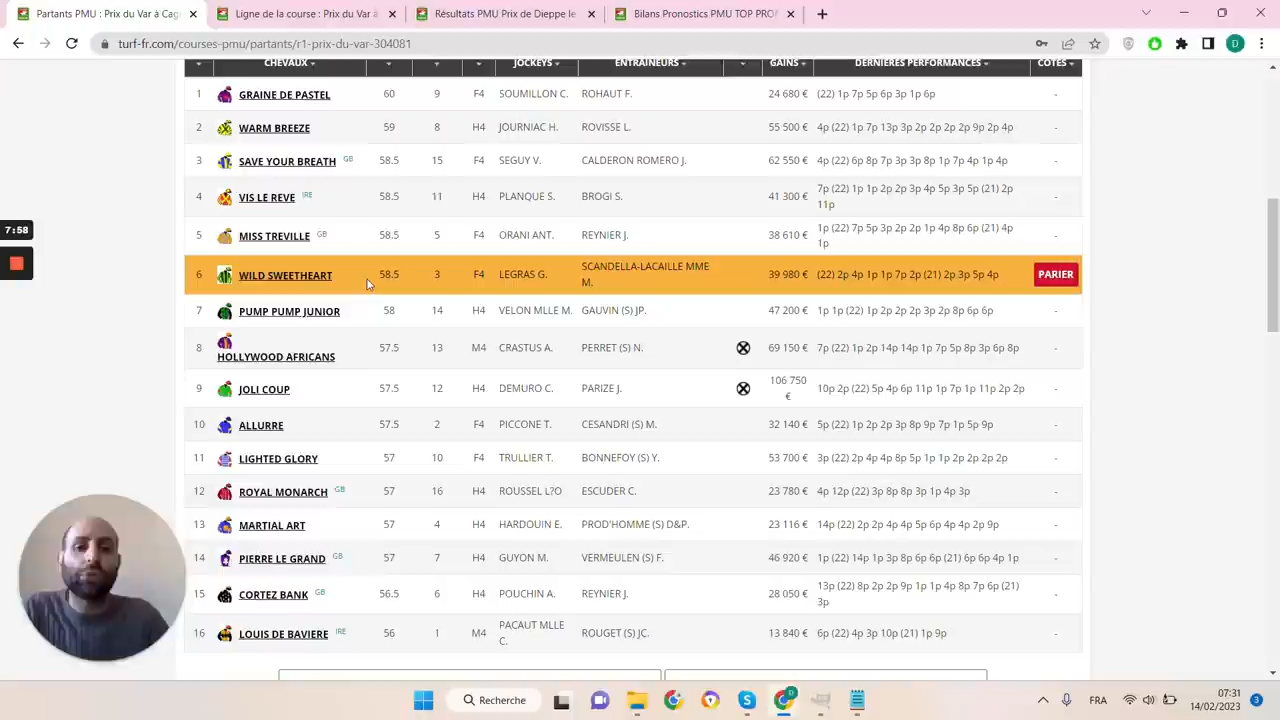 Partants PMU : Prix du Var à Cag
Ligne de la course : Prix du Var à
Résultats PMU Prix de Dieppe le
Bilans Pronostics PMU TOP PRO
turf-fr.com/courses-pmu/partants/r1-prix-du-var-304081
CHEVAUX JOCKEYS ENTRAÎNEURS GAINS DERNIÈRES PERFORMANCES COTES
1 GRAINE DE PASTEL 60 9 F4 SOUMILLON C. ROHAUT F. 24 680 € (22) 1p 7p 5p 6p 3p 1p 6p -
2 WARM BREEZE 59 8 H4 JOURNIAC H. ROVISSE L. 55 500 € 4p (22) 1p 7p 13p 3p 2p 2p 2p 2p 9p 2p 4p -
3 SAVE YOUR BREATH GB 58.5 15 F4 SEGUY V. CALDERON ROMERO J. 62 550 € 4p (22) 6p 8p 7p 3p 3p 8p 1p 7p 4p 1p 4p -
4 VIS LE REVE IRE 58.5 11 H4 PLANQUE S. BROGI S. 41 300 € 7p (22) 1p 1p 2p 2p 3p 4p 5p 3p 5p (21) 2p
11p -
5 MISS TREVILLE GB 58.5 5 F4 ORANI ANT. REYNIER J. 38 610 € 1p (22) 7p 5p 3p 2p 2p 1p 4p 8p 6p (21) 4p
1p -
6 WILD SWEETHEART 58.5 3 F4 LEGRAS G. SCANDELLA-LACAILLE MME
M. 39 980 € (22) 2p 4p 1p 1p 7p 2p (21) 2p 3p 5p 4p PARIER
7 PUMP PUMP JUNIOR 58 14 H4 VELON MLLE M. GAUVIN (S) JP. 47 200 € 1p 1p (22) 1p 2p 2p 2p 3p 2p 8p 6p 6p -
8 HOLLYWOOD AFRICANS 57.5 13 M4 CRASTUS A. PERRET (S) N. 69 150 € 7p (22) 1p 2p 14p 14p 1p 7p 5p 8p 3p 6p 8p -
9 JOLI COUP 57.5 12 H4 DEMURO C. PARIZE J. 106 750
€ 10p 2p (22) 5p 4p 6p 11p 1p 7p 1p 11p 2p 2p -
10 ALLURRE 57.5 2 F4 PICCONE T. CESANDRI (S) M. 32 140 € 5p (22) 1p 2p 2p 3p 8p 9p 7p 1p 5p 9p -
11 LIGHTED GLORY 57 10 F4 TRULLIER T. BONNEFOY (S) Y. 53 700 € 3p (22) 2p 4p 4p 8p 5p 1p 1p 2p 2p 2p 2p -
12 ROYAL MONARCH GB 57 16 H4 ROUSSEL L?O ESCUDER C. 23 780 € 4p 12p (22) 3p 8p 8p 3p 1p 4p 3p -
13 MARTIAL ART 57 4 H4 HARDOUIN E. PROD'HOMME (S) D&P. 23 116 € 14p (22) 2p 2p 4p 4p 5p 6p 4p 4p 2p 9p -
14 PIERRE LE GRAND GB 57 7 H4 GUYON M. VERMEULEN (S) F. 46 920 € 1p (22) 14p 1p 3p 8p 6p 6p (21) 6p 6p 4p 1p -
15 CORTEZ BANK GB 56.5 6 H4 POUCHIN A. REYNIER J. 28 050 € 13p (22) 8p 2p 2p 9p 1p 1p 4p 8p 7p 6p (21)
3p -
16 LOUIS DE BAVIERE IRE 56 1 M4 PACAUT MLLE
C. ROUGET (S) JC. 13 840 € 6p (22) 4p 3p 10p (21) 1p 9p -
7:58
D
Recherche
FRA
07:31
14/02/2023
3